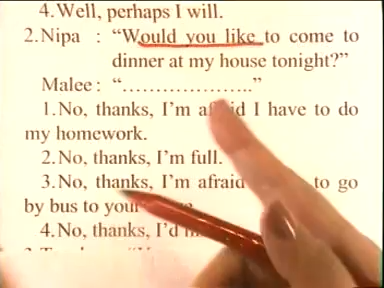 4.Well, perhaps I will.
2.Nipa : “Would you like to come to
dinner at my house tonight?”
Malee : “………………..”
1.No, thanks, I’m afraid I have to do
my homework.
2.No, thanks, I’m full.
3.No, thanks, I’m afraid to go
by bus to your
4.No, thanks, I’d